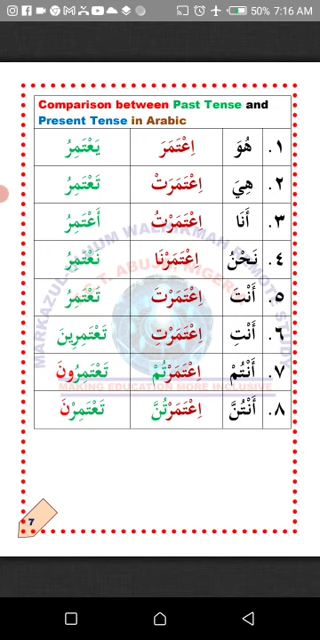 50% 7:16 AM
Comparison between Past Tense and
Present Tense in Arabic
١. هُوَ اِعْتَمَرَ يَعْتَمِرُ
٢. هِيَ اِعْتَمَرَتْ تَعْتَمِرُ
٣. أَنَا اِعْتَمَرْتُ أَعْتَمِرُ
٤. نَحْنُ اِعْتَمَرْنَا نَعْتَمِرُ
٥. أَنْتَ اِعْتَمَرْتَ تَعْتَمِرُ
٦. أَنْتِ اِعْتَمَرْتِ تَعْتَمِرِينَ
٧. أَنْتُمْ اِعْتَمَرْتُمْ تَعْتَمِرُونَ
٨. أَنْتُنَّ اِعْتَمَرْتُنَّ تَعْتَمِرْنَ
MAKING EDUCATION MORE INCLUSIVE
7